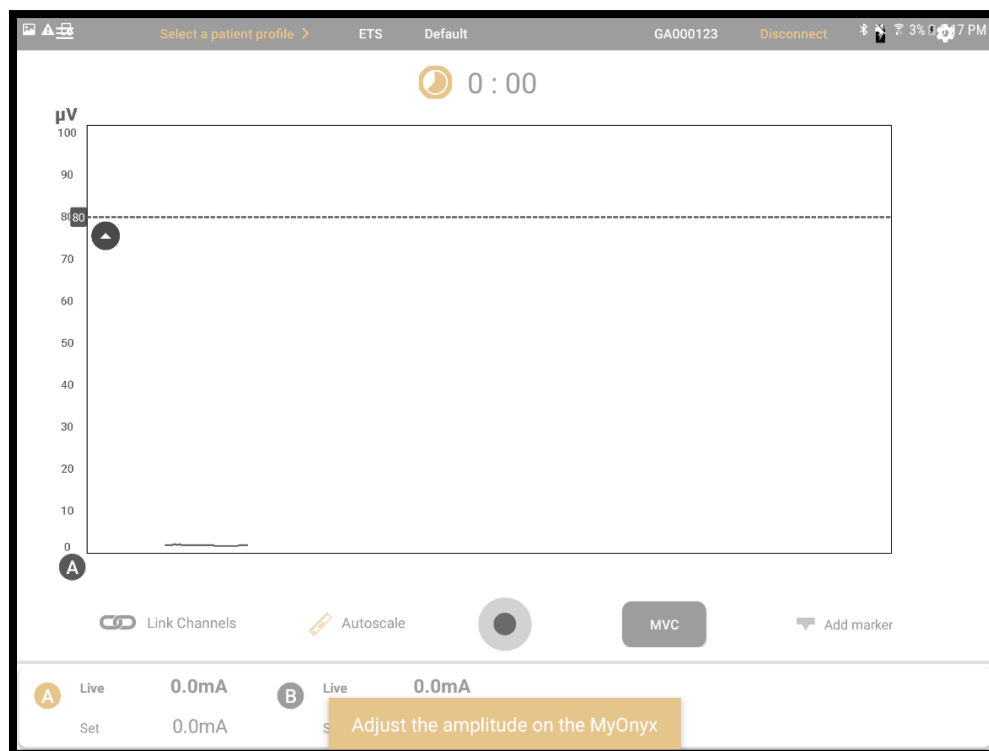 Select a patient profile > ETS Default GA000123 Disconnect 3% 7 PM
0 : 00
µV
100
90
80
80
70
60
50
40
30
20
10
0
A
Link Channels Autoscale MVC Add marker
A Live 0.0mA B Live 0.0mA
Set 0.0mA S
Adjust the amplitude on the MyOnyx